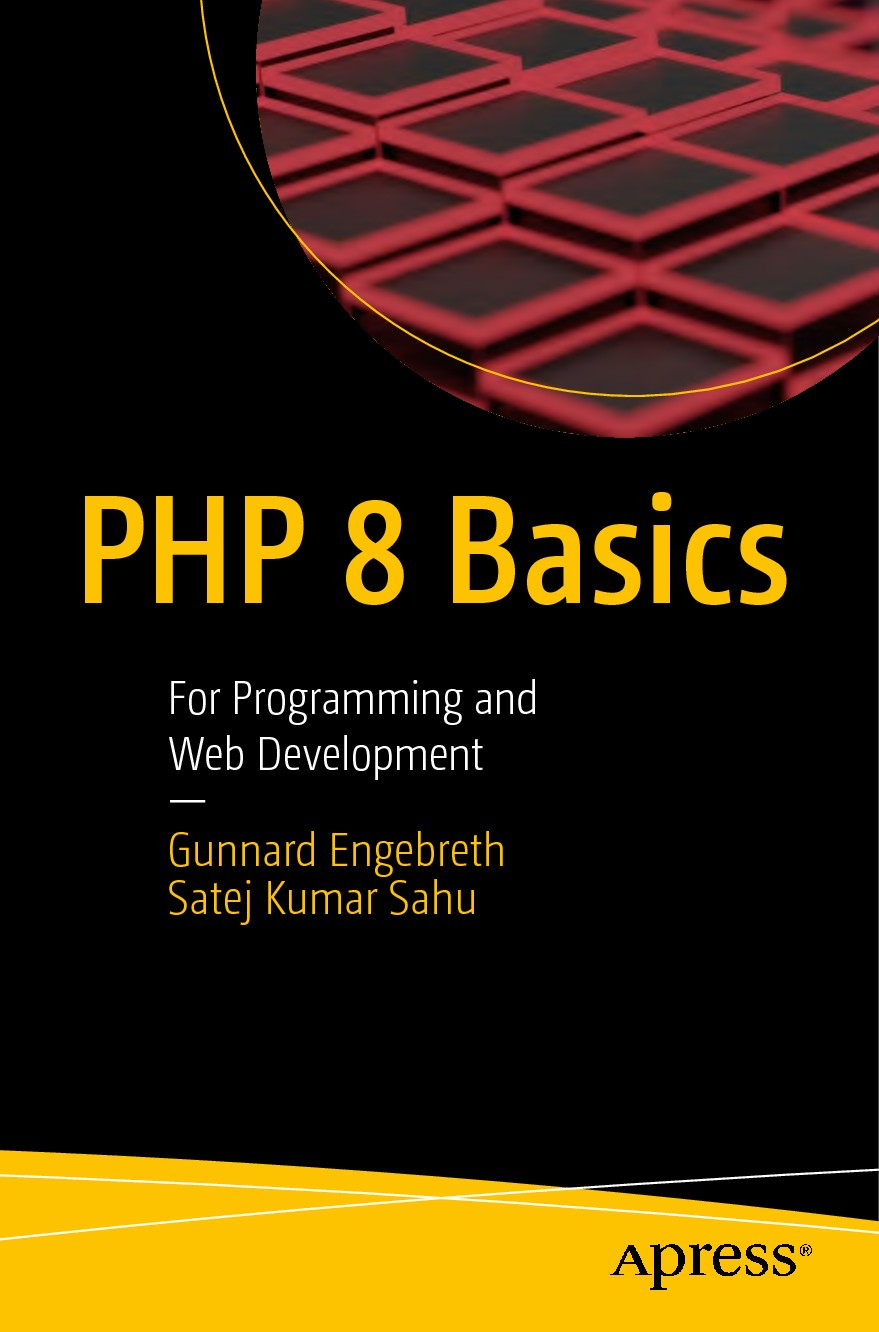 PHP 8 Basics
For Programming and
Web Development
—
Gunnard Engebreth
Satej Kumar Sahu
Apress®